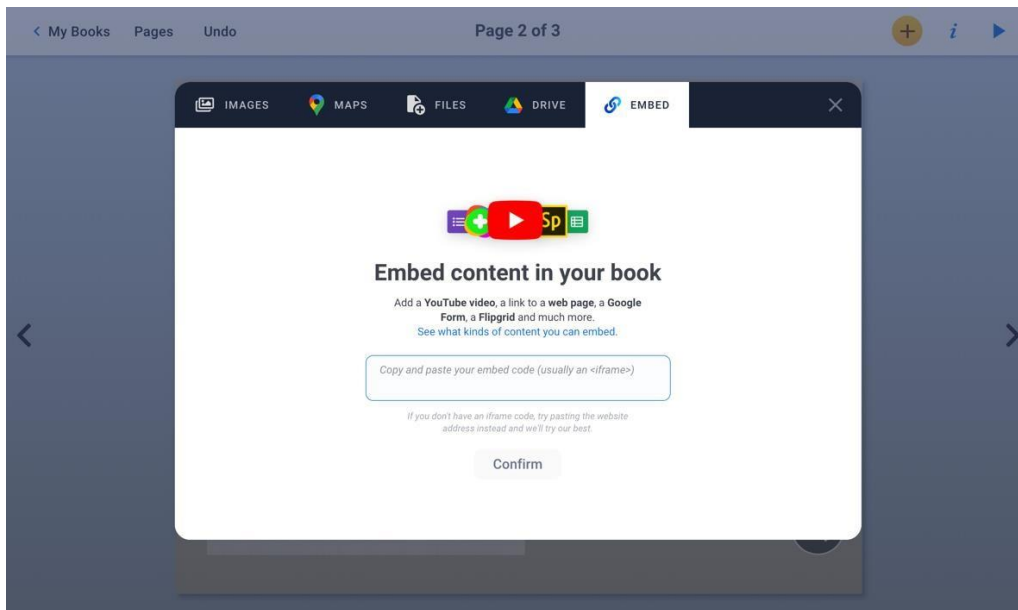 My Books Pages Undo Page 2 of 3
IMAGES MAPS FILES DRIVE EMBED
Sp
Embed content in your book
Add a YouTube video, a link to a web page, a Google
Form, a Flipgrid and much more.
See what kinds of content you can embed.
Copy and paste your embed code (usually an <iframe>)
If you don't have an iframe code, try pasting the website
address instead and we'll try our best.
Confirm